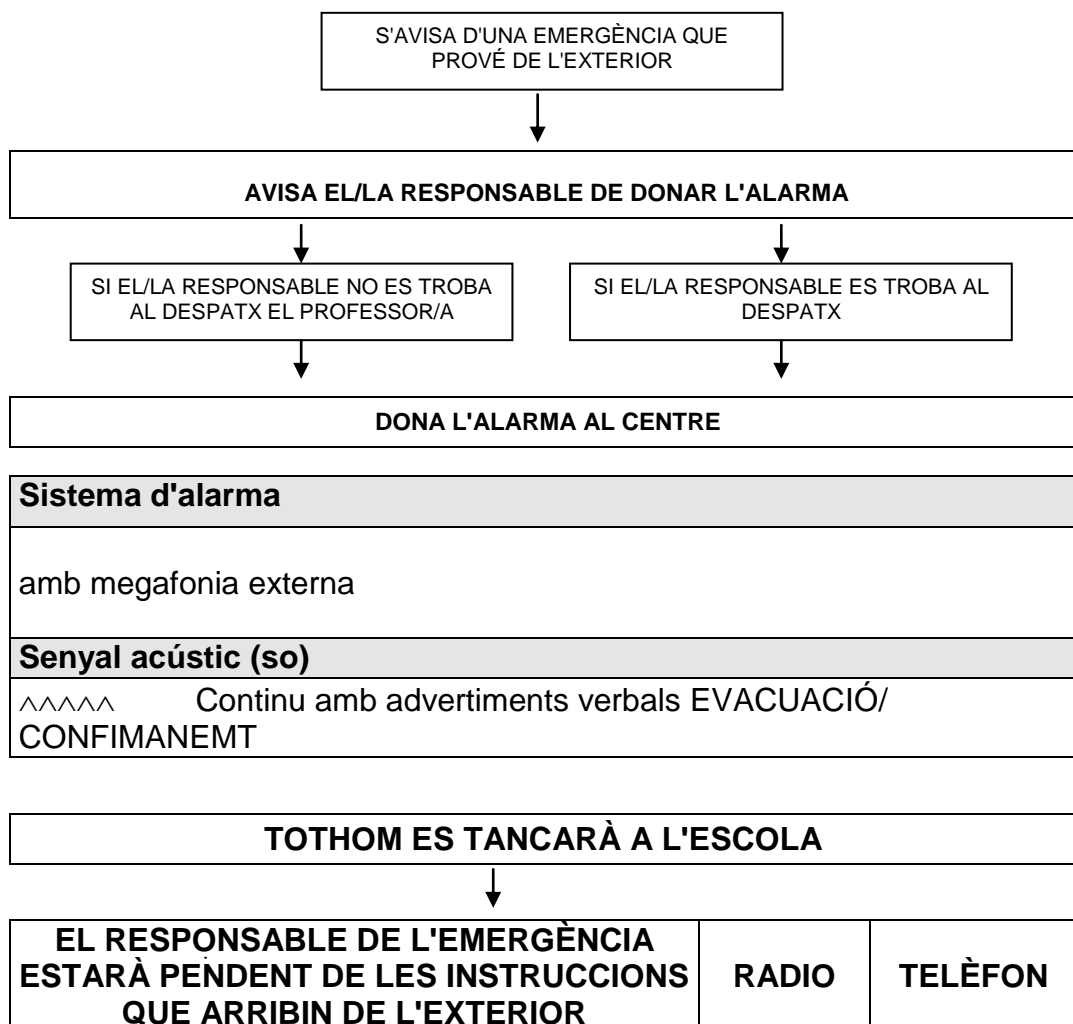 S'AVISA D'UNA EMERGÈNCIA QUE
PROVÉ DE L'EXTERIOR
AVISA EL/LA RESPONSABLE DE DONAR L'ALARMA
SI EL/LA RESPONSABLE NO ES TROBA
AL DESPATX EL PROFESSOR/A
SI EL/LA RESPONSABLE ES TROBA AL
DESPATX
DONA L'ALARMA AL CENTRE
Sistema d'alarma
amb megafonia externa
Senyal acústic (so)
^^^^^ Continu amb advertiments verbals EVACUACIÓ/
CONFIMANEMT
TOTHOM ES TANCARÀ A L'ESCOLA
EL RESPONSABLE DE L'EMERGÈNCIA
ESTARÀ PENDENT DE LES INSTRUCCIONS
QUE ARRIBIN DE L'EXTERIOR
RADIO
TELÈFON